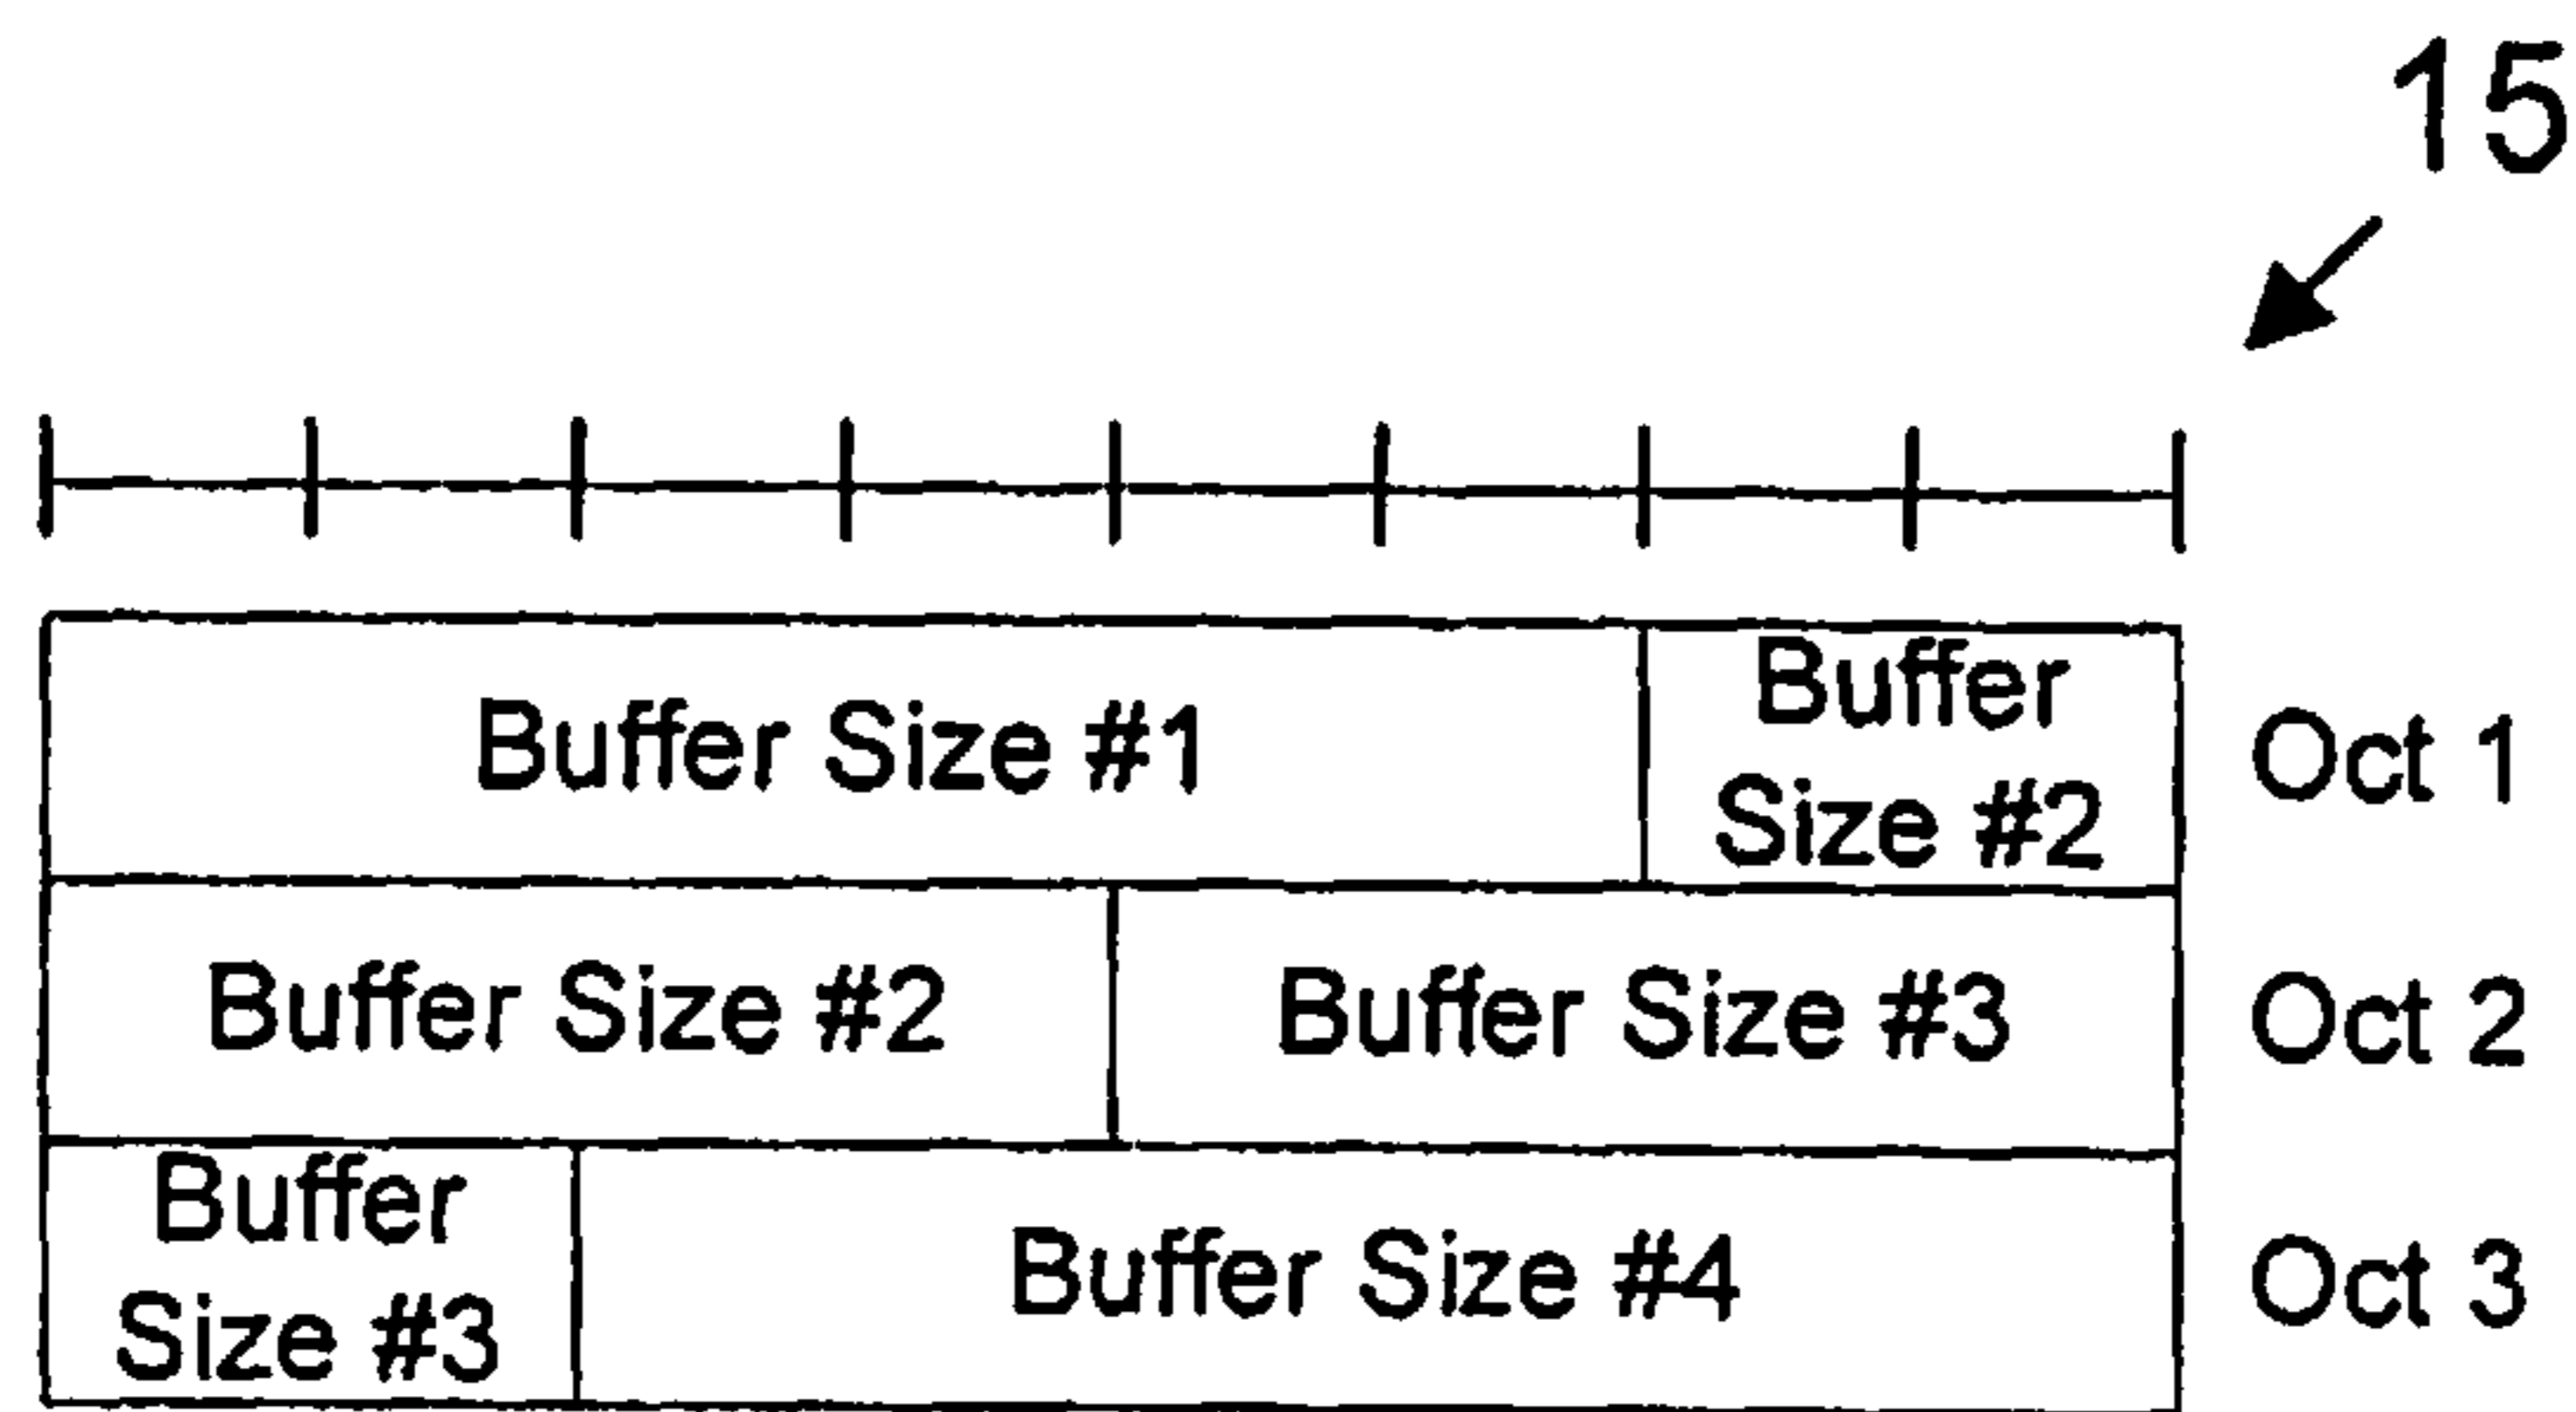 15
Buffer Size #1
Buffer
Size #2
Oct 1
Buffer Size #2
Buffer Size #3
Oct 2
Buffer
Size #3
Buffer Size #4
Oct 3